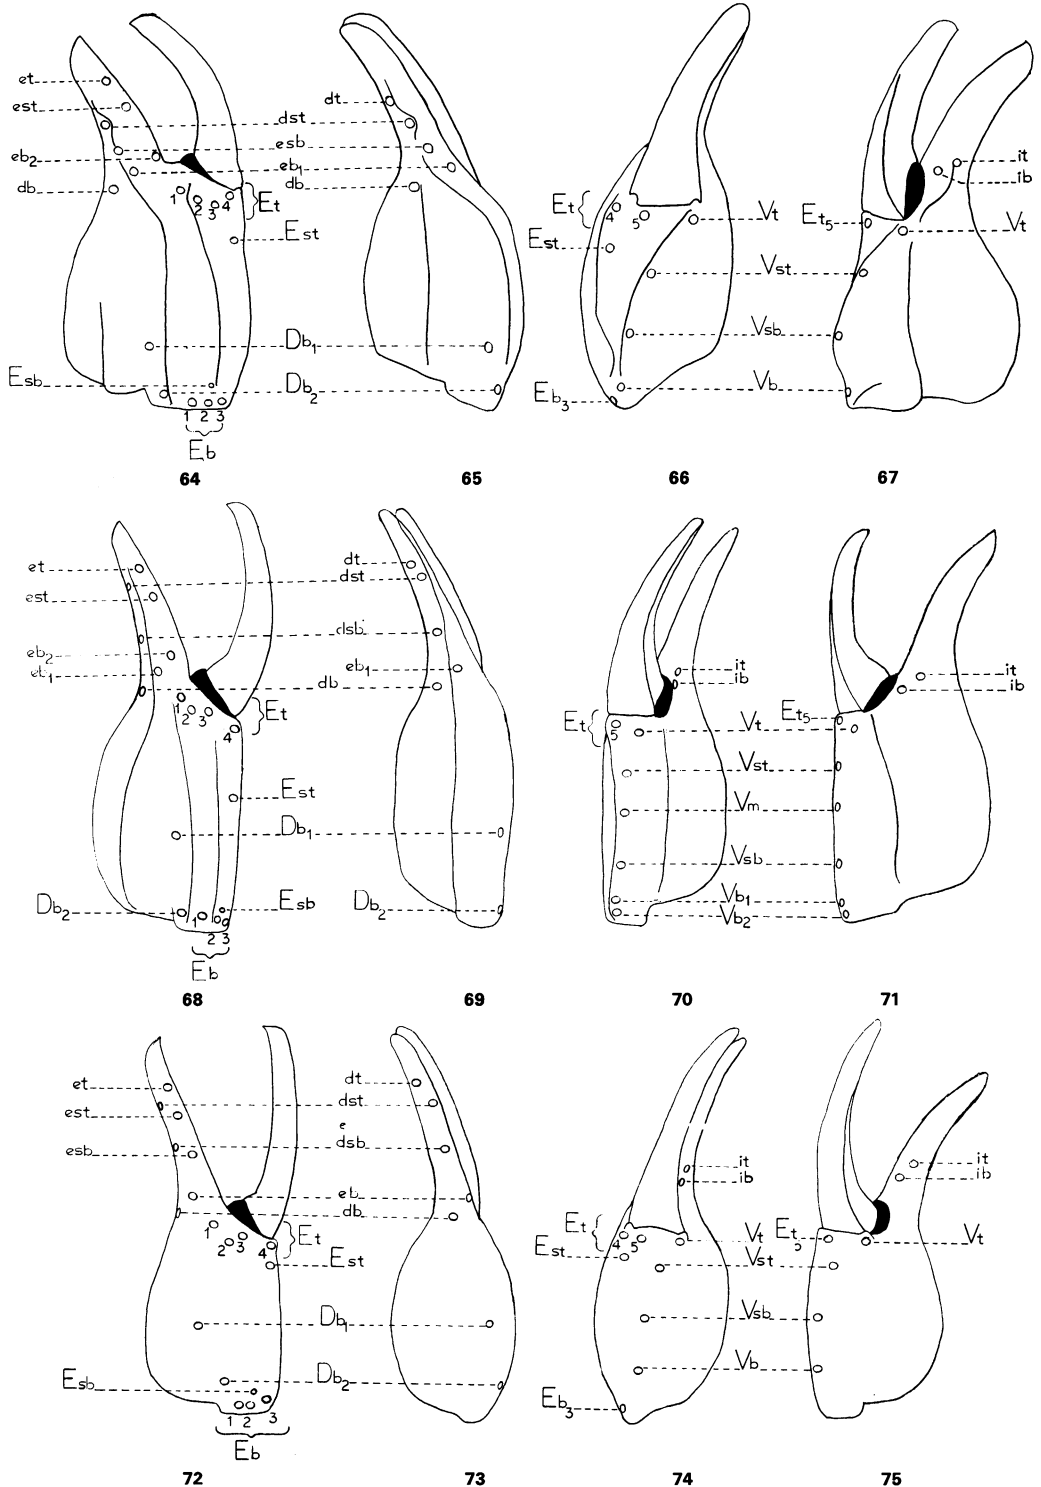 et dt
est dst
esb
eb2 eb1
db db
1 2 3 4 Et
Est
Db1
Esb Db2
1 2 3
Eb
Et 4 5 Vt Et5 it
ib
Est Vt
Vst
Vsb
Eb3 Vb
64 65 66 67
et dt
dst
est
dsb
eb2 eb1
eb1
db
1 2 3 4 Et
Est
Db1
Db2 Esb Db2
1 2 3
Eb
it it
ib ib
Et 5 Vt Et5
Vst
Vm
Vsb
Vb1
Vb2
68 69 70 71
et dt
dst
est
e
esb dsb
eb
db
1 2 3 4 Et
Est
Db1
Esb Db2
1 2 3
Eb
it it
ib ib
Et 4 5 Vt Et5 Vt
Est Vst
Vsb
Vb
Eb3
72 73 74 75